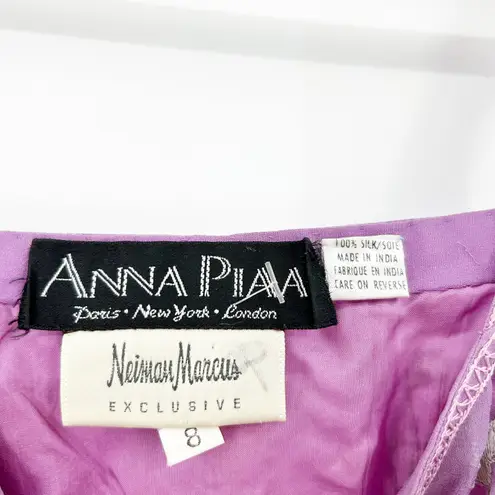 ANNA PIAA
Paris • New York • London
100% SILK/SOIE
MADE IN INDIA
FABRIQUE EN INDIA
CARE ON REVERSE
Neiman Marcus
EXCLUSIVE
8